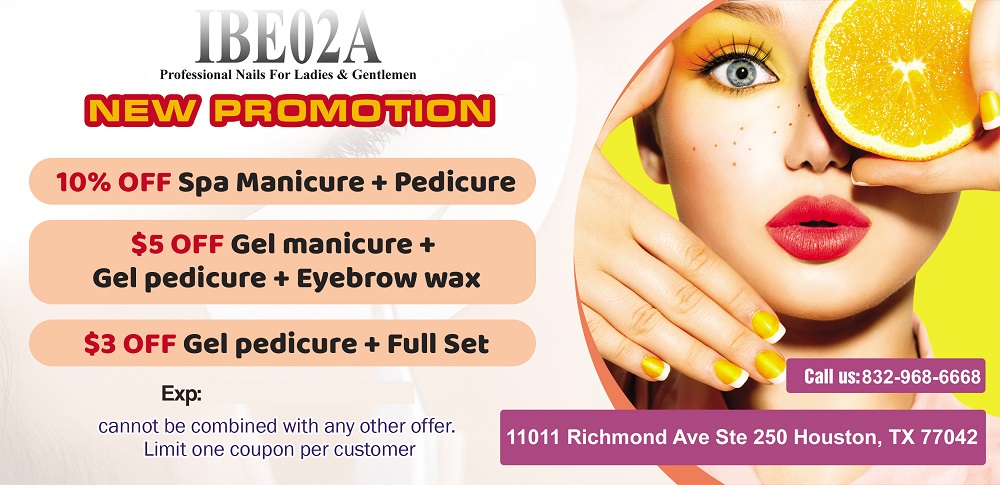 IBE02A
Professional Nails For Ladies & Gentlemen
NEW PROMOTION
10% OFF Spa Manicure + Pedicure
$5 OFF Gel manicure +
Gel pedicure + Eyebrow wax
$3 OFF Gel pedicure + Full Set
Exp:
cannot be combined with any other offer.
Limit one coupon per customer
Call us:832-968-6668
11011 Richmond Ave Ste 250 Houston, TX 77042